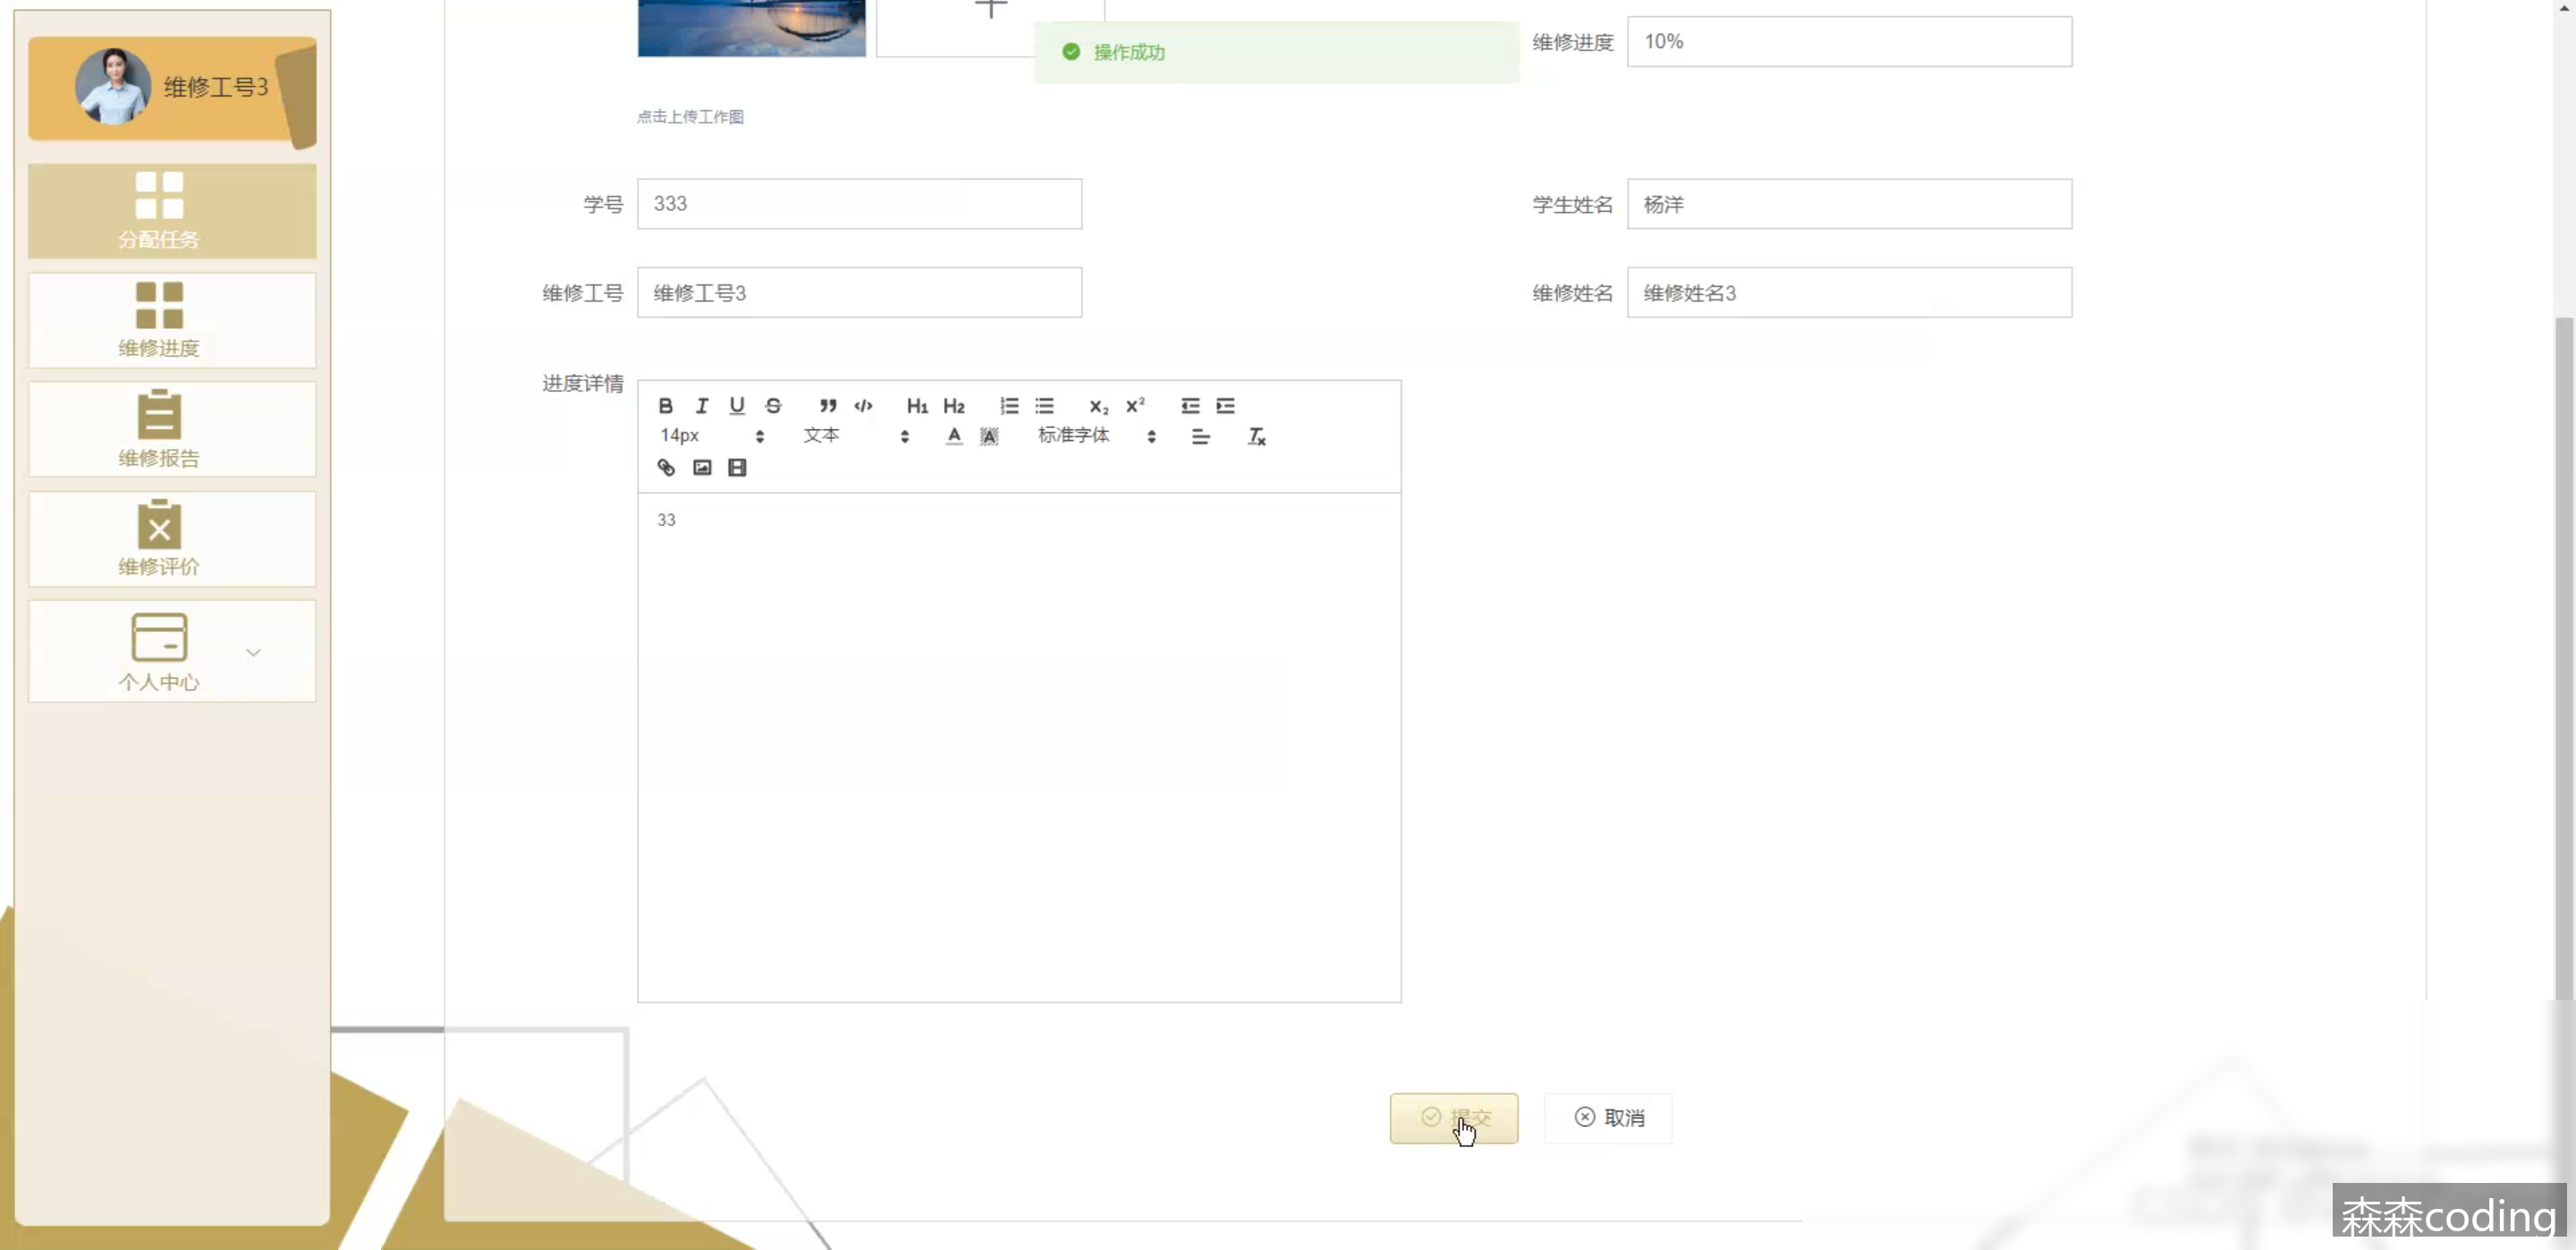 维修工号3
分配任务
维修进度
维修报告
维修评价
个人中心
操作成功
维修进度 10%
点击上传工作图
学号 333
学生姓名 杨洋
维修工号 维修工号3
维修姓名 维修姓名3
进度详情
H1 H2 X2 X2
14px 文本 A A 标准字体
33
提交 取消
森森coding